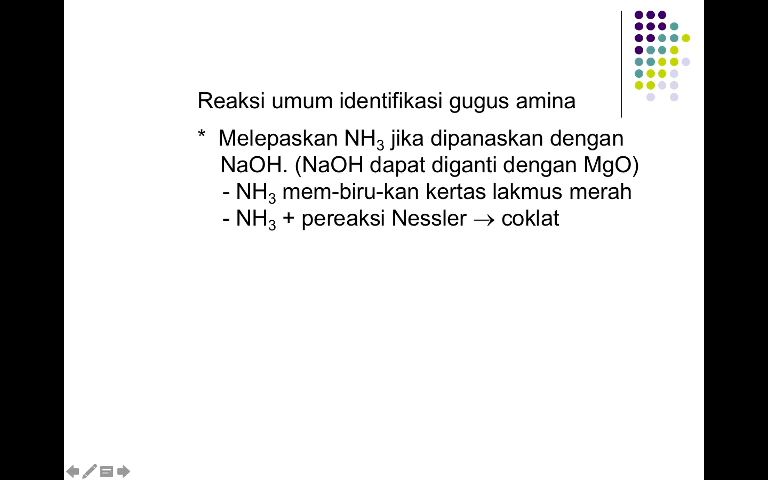 Reaksi umum identifikasi gugus amina
* Melepaskan NH₃ jika dipanaskan dengan
NaOH. (NaOH dapat diganti dengan MgO)
- NH₃ mem-biru-kan kertas lakmus merah
- NH₃ + pereaksi Nessler → coklat